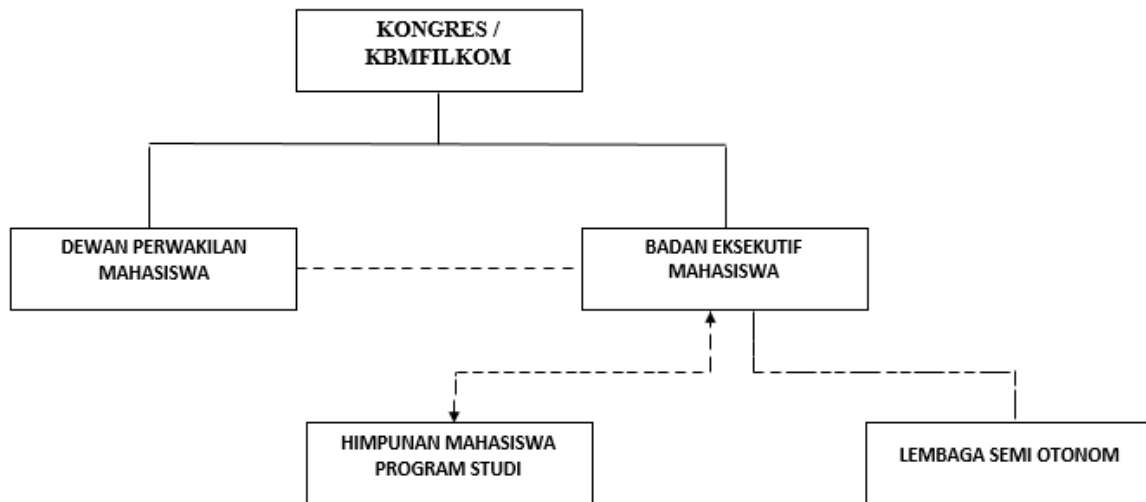 KONGRES /
KBMFILKOM
DEWAN PERWAKILAN
MAHASISWA
BADAN EKSEKUTIF
MAHASISWA
HIMPUNAN MAHASISWA
PROGRAM STUDI
LEMBAGA SEMI OTONOM